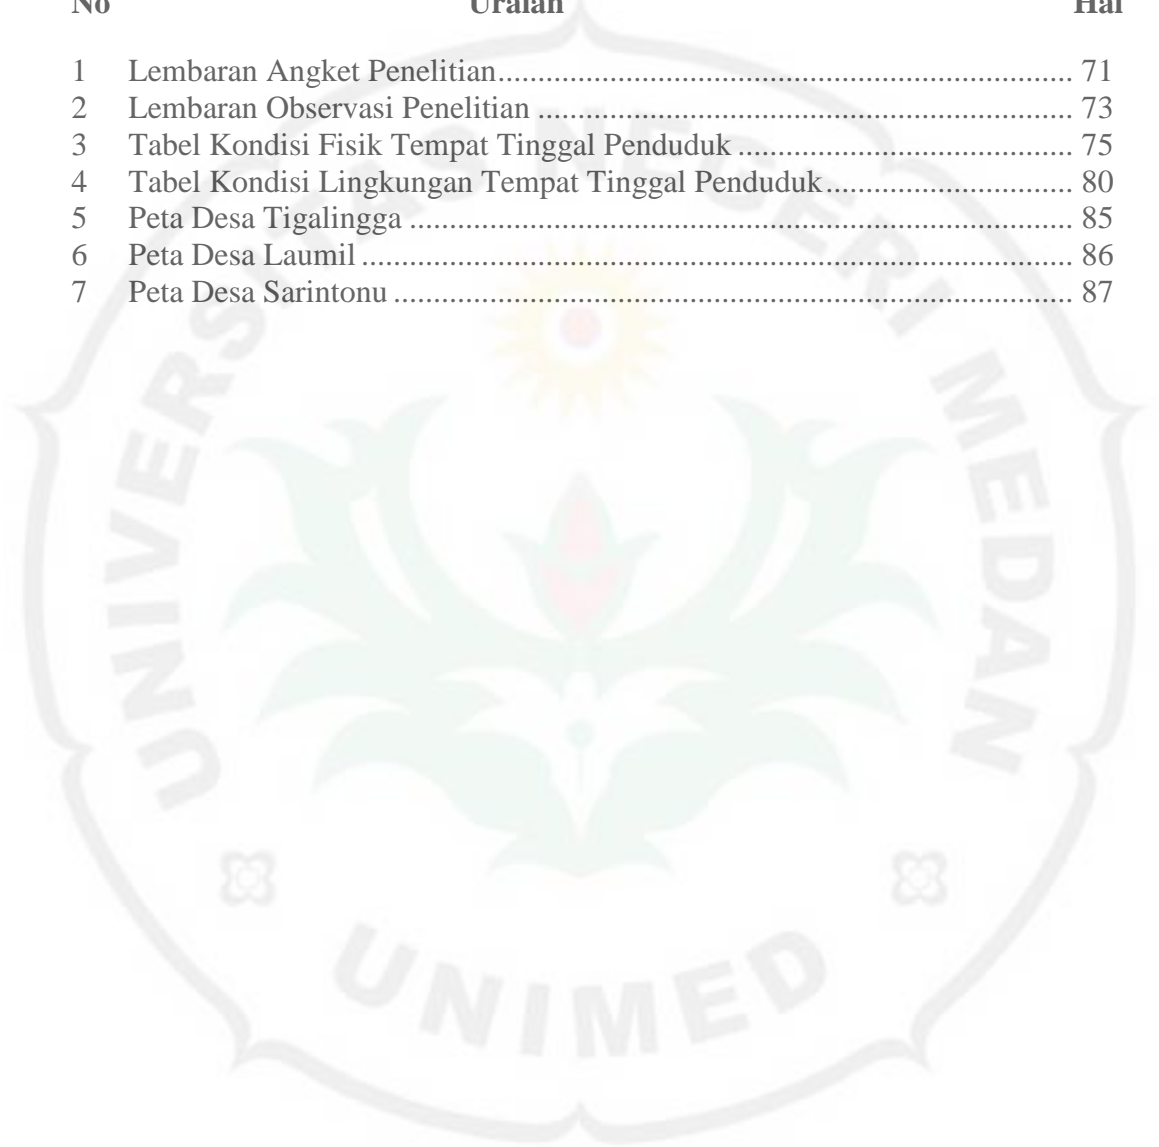 No Uraian Hal
1 Lembaran Angket Penelitian....................................................................... 71
2 Lembaran Observasi Penelitian .................................................................. 73
3 Tabel Kondisi Fisik Tempat Tinggal Penduduk ......................................... 75
4 Tabel Kondisi Lingkungan Tempat Tinggal Penduduk.............................. 80
5 Peta Desa Tigalingga .................................................................................. 85
6 Peta Desa Laumil ........................................................................................ 86
7 Peta Desa Sarintonu .................................................................................... 87
UNIVERSITAS NEGERI MEDAN
UNIMED